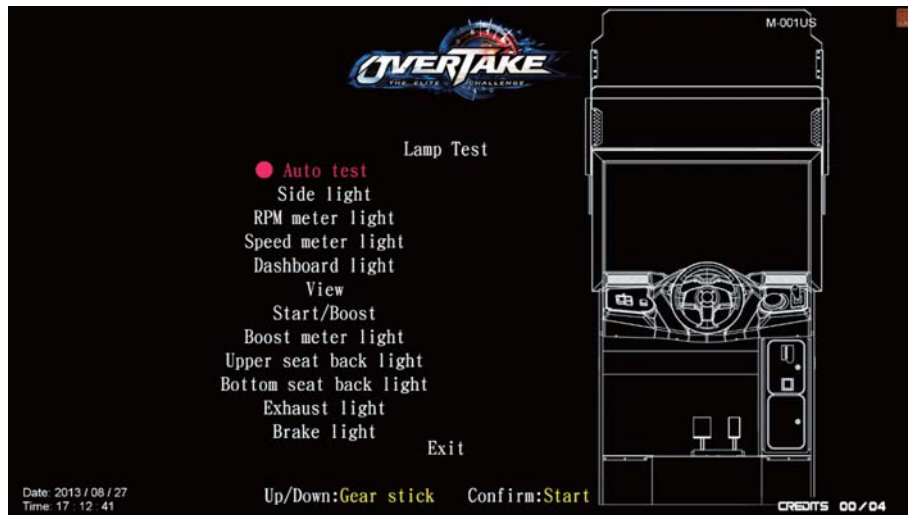 M-001US
OVERTAKE
THE ELITE CHALLENGE
Lamp Test
Auto test
Side light
RPM meter light
Speed meter light
Dashboard light
View
Start/Boost
Boost meter light
Upper seat back light
Bottom seat back light
Exhaust light
Brake light
Exit
Up/Down:Gear stick Confirm:Start
Date: 2013 / 08 / 27
Time: 17 : 12 : 41
CREDITS 00/04